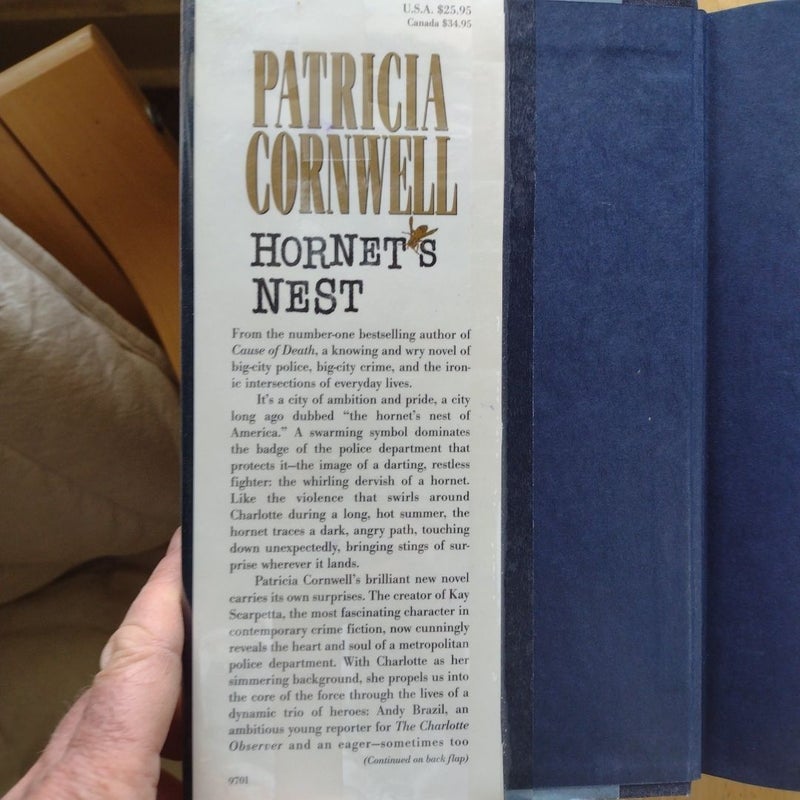 U.S.A. $25.95
Canada $34.95
PATRICIA
CORNWELL
HORNET'S
NEST
From the number-one bestselling author of
Cause of Death, a knowing and wry novel of
big-city police, big-city crime, and the iron-
ic intersections of everyday lives.
It's a city of ambition and pride, a city
long ago dubbed “the hornet's nest of
America.” A swarming symbol dominates
the badge of the police department that
protects it—the image of a darting, restless
fighter: the whirling dervish of a hornet.
Like the violence that swirls around
Charlotte during a long, hot summer, the
hornet traces a dark, angry path, touching
down unexpectedly, bringing stings of sur-
prise wherever it lands.
Patricia Cornwell's brilliant new novel
carries its own surprises. The creator of Kay
Scarpetta, the most fascinating character in
contemporary crime fiction, now cunningly
reveals the heart and soul of a metropolitan
police department. With Charlotte as her
simmering background, she propels us into
the core of the force through the lives of a
dynamic trio of heroes: Andy Brazil, an
ambitious young reporter for The Charlotte
Observer and an eager—sometimes too
(Continued on back flap)
9701